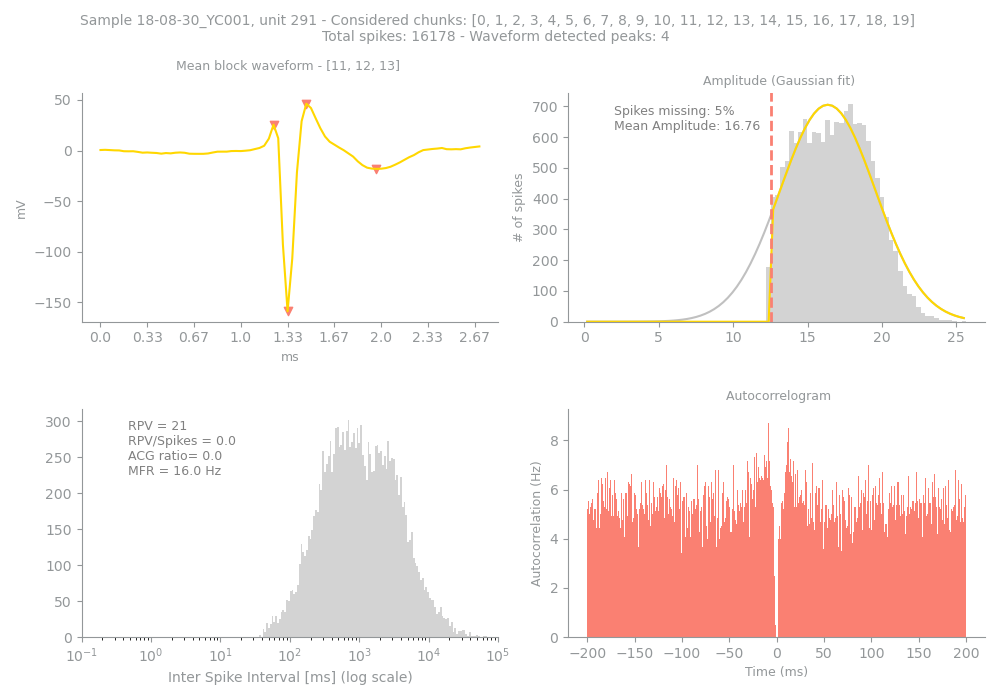 Sample 18-08-30_YC001, unit 291 - Considered chunks: [0, 1, 2, 3, 4, 5, 6, 7, 8, 9, 10, 11, 12, 13, 14, 15, 16, 17, 18, 19]
Total spikes: 16178 - Waveform detected peaks: 4
Mean block waveform - [11, 12, 13]
50
0
−50
−100
−150
mV
0.0 0.33 0.67 1.0 1.33 1.67 2.0 2.33 2.67
ms
Amplitude (Gaussian fit)
Spikes missing: 5%
Mean Amplitude: 16.76
700
600
500
400
300
200
100
0
# of spikes
0 5 10 15 20 25
RPV = 21
RPV/Spikes = 0.0
ACG ratio= 0.0
MFR = 16.0 Hz
300
250
200
150
100
50
0
10⁻¹ 10⁰ 10¹ 10² 10³ 10⁴ 10⁵
Inter Spike Interval [ms] (log scale)
Autocorrelogram
8
6
4
2
0
Autocorrelation (Hz)
−200 −150 −100 −50 0 50 100 150 200
Time (ms)